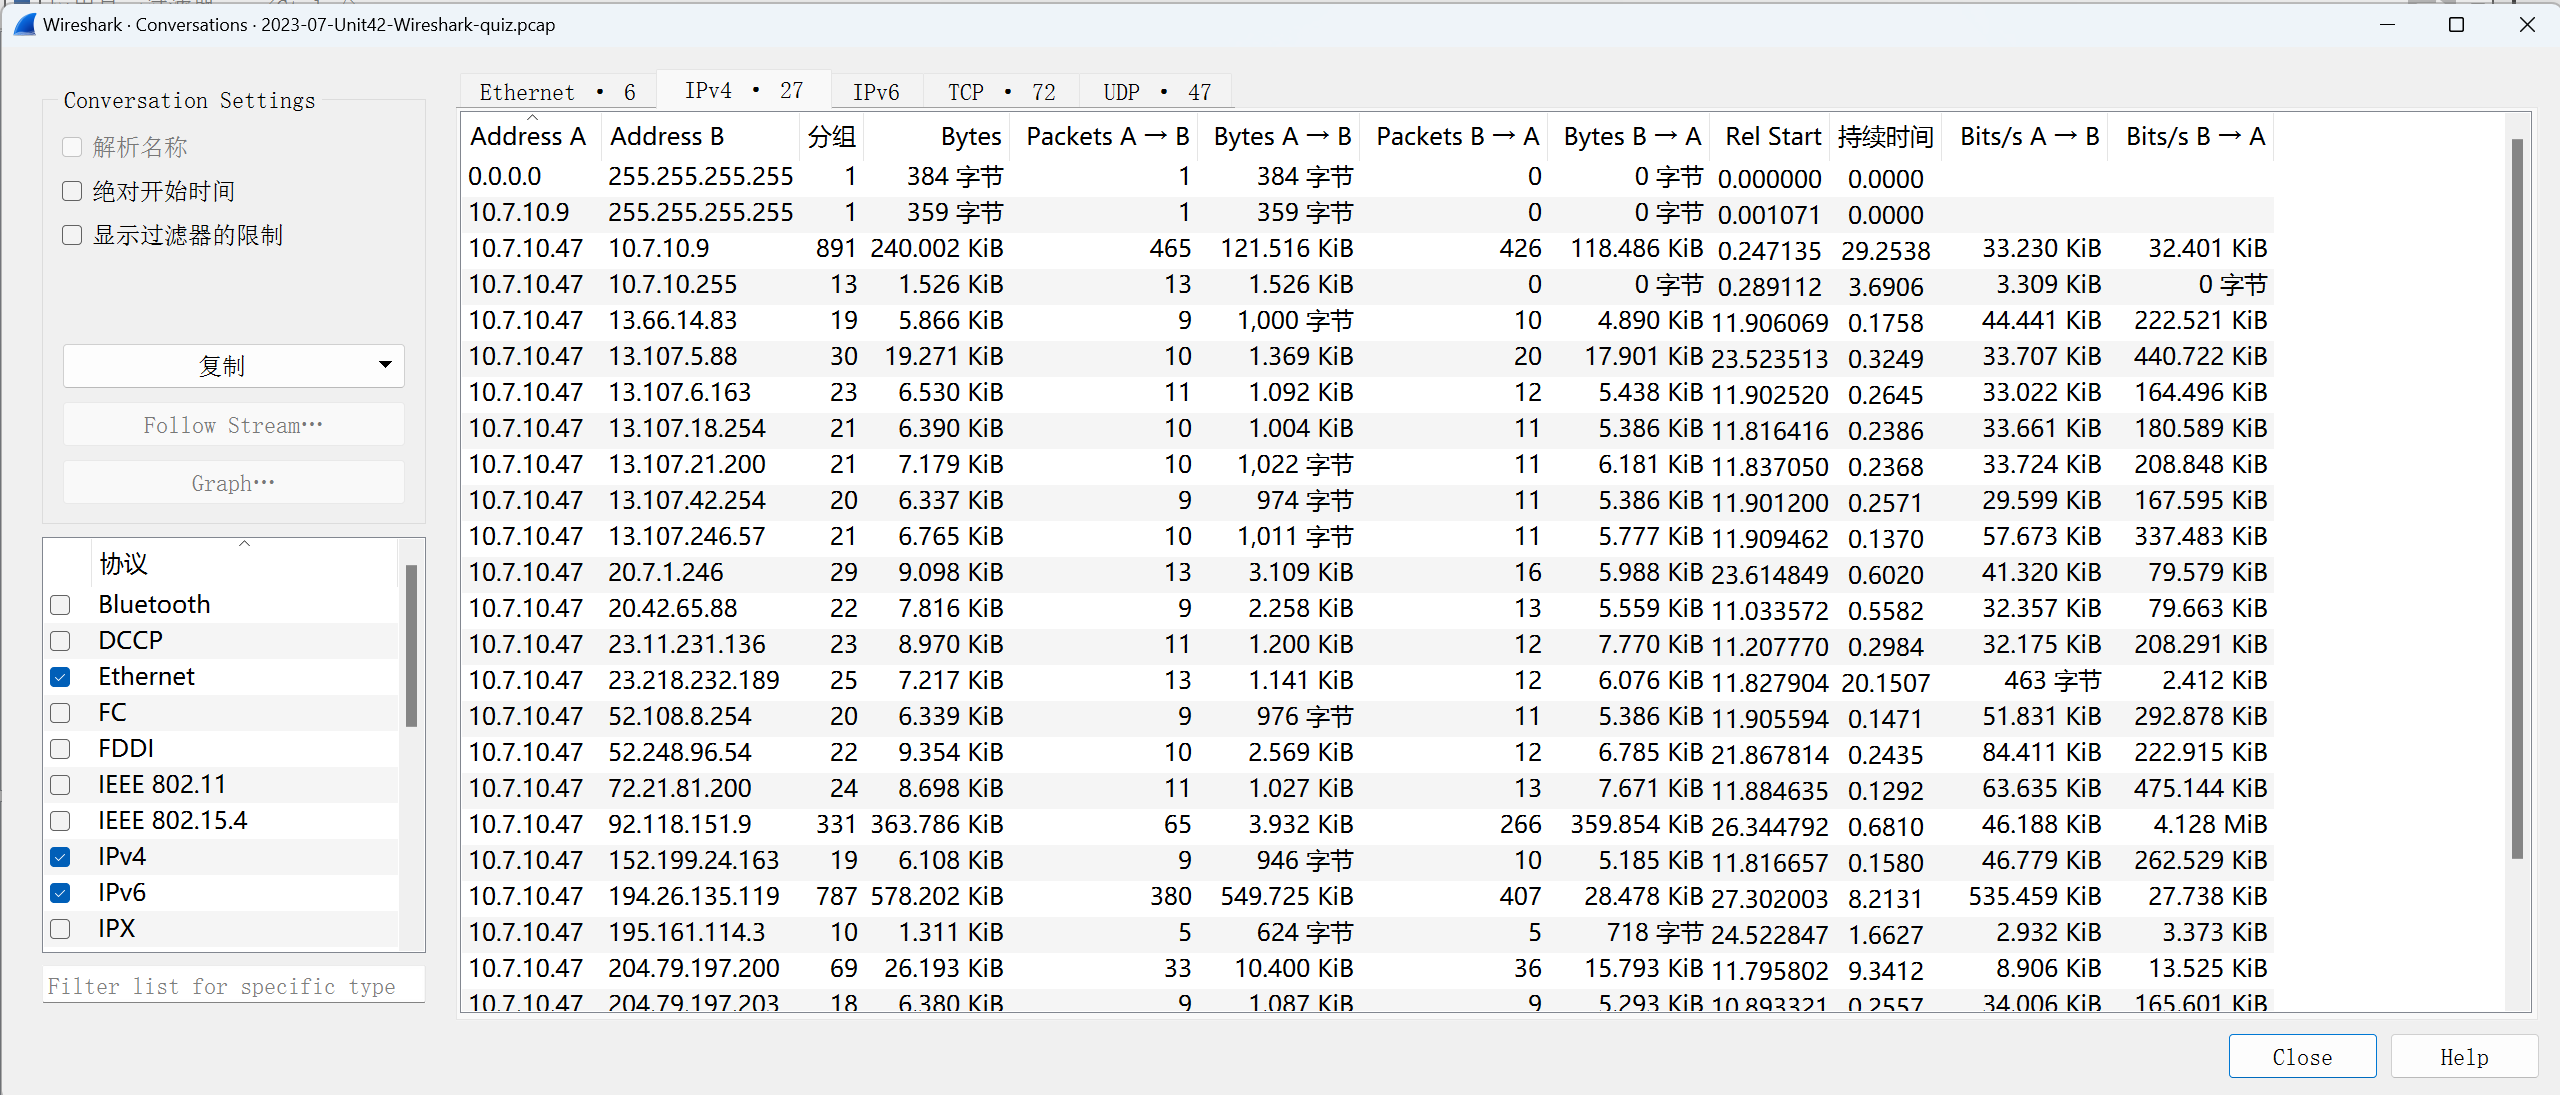 Wireshark · Conversations · 2023-07-Unit42-Wireshark-quiz.pcap
Conversation Settings
解析名称
绝对开始时间
显示过滤器的限制
复制
Follow Stream…
Graph…
协议
Bluetooth
DCCP
Ethernet
FC
FDDI
IEEE 802.11
IEEE 802.15.4
IPv4
IPv6
IPX
Filter list for specific type
Ethernet · 6 IPv4 · 27 IPv6 TCP · 72 UDP · 47
Address A Address B 分组 Bytes Packets A → B Bytes A → B Packets B → A Bytes B → A Rel Start 持续时间 Bits/s A → B Bits/s B → A
0.0.0.0 255.255.255.255 1 384 字节 1 384 字节 0 0 字节 0.000000 0.0000
10.7.10.9 255.255.255.255 1 359 字节 1 359 字节 0 0 字节 0.001071 0.0000
10.7.10.47 10.7.10.9 891 240.002 KiB 465 121.516 KiB 426 118.486 KiB 0.247135 29.2538 33.230 KiB 32.401 KiB
10.7.10.47 10.7.10.255 13 1.526 KiB 13 1.526 KiB 0 0 字节 0.289112 3.6906 3.309 KiB 0 字节
10.7.10.47 13.66.14.83 19 5.866 KiB 9 1,000 字节 10 4.890 KiB 11.906069 0.1758 44.441 KiB 222.521 KiB
10.7.10.47 13.107.5.88 30 19.271 KiB 10 1.369 KiB 20 17.901 KiB 23.523513 0.3249 33.707 KiB 440.722 KiB
10.7.10.47 13.107.6.163 23 6.530 KiB 11 1.092 KiB 12 5.438 KiB 11.902520 0.2645 33.022 KiB 164.496 KiB
10.7.10.47 13.107.18.254 21 6.390 KiB 10 1.004 KiB 11 5.386 KiB 11.816416 0.2386 33.661 KiB 180.589 KiB
10.7.10.47 13.107.21.200 21 7.179 KiB 10 1,022 字节 11 6.181 KiB 11.837050 0.2368 33.724 KiB 208.848 KiB
10.7.10.47 13.107.42.254 20 6.337 KiB 9 974 字节 11 5.386 KiB 11.901200 0.2571 29.599 KiB 167.595 KiB
10.7.10.47 13.107.246.57 21 6.765 KiB 10 1,011 字节 11 5.777 KiB 11.909462 0.1370 57.673 KiB 337.483 KiB
10.7.10.47 20.7.1.246 29 9.098 KiB 13 3.109 KiB 16 5.988 KiB 23.614849 0.6020 41.320 KiB 79.579 KiB
10.7.10.47 20.42.65.88 22 7.816 KiB 9 2.258 KiB 13 5.559 KiB 11.033572 0.5582 32.357 KiB 79.663 KiB
10.7.10.47 23.11.231.136 23 8.970 KiB 11 1.200 KiB 12 7.770 KiB 11.207770 0.2984 32.175 KiB 208.291 KiB
10.7.10.47 23.218.232.189 25 7.217 KiB 13 1.141 KiB 12 6.076 KiB 11.827904 20.1507 463 字节 2.412 KiB
10.7.10.47 52.108.8.254 20 6.339 KiB 9 976 字节 11 5.386 KiB 11.905594 0.1471 51.831 KiB 292.878 KiB
10.7.10.47 52.248.96.54 22 9.354 KiB 10 2.569 KiB 12 6.785 KiB 21.867814 0.2435 84.411 KiB 222.915 KiB
10.7.10.47 72.21.81.200 24 8.698 KiB 11 1.027 KiB 13 7.671 KiB 11.884635 0.1292 63.635 KiB 475.144 KiB
10.7.10.47 92.118.151.9 331 363.786 KiB 65 3.932 KiB 266 359.854 KiB 26.344792 0.6810 46.188 KiB 4.128 MiB
10.7.10.47 152.199.24.163 19 6.108 KiB 9 946 字节 10 5.185 KiB 11.816657 0.1580 46.779 KiB 262.529 KiB
10.7.10.47 194.26.135.119 787 578.202 KiB 380 549.725 KiB 407 28.478 KiB 27.302003 8.2131 535.459 KiB 27.738 KiB
10.7.10.47 195.161.114.3 10 1.311 KiB 5 624 字节 5 718 字节 24.522847 1.6627 2.932 KiB 3.373 KiB
10.7.10.47 204.79.197.200 69 26.193 KiB 33 10.400 KiB 36 15.793 KiB 11.795802 9.3412 8.906 KiB 13.525 KiB
10.7.10.47 204.79.197.203 18 6.380 KiB 9 1.087 KiB 9 5.293 KiB 10.893321 0.2557 34.006 KiB 165.601 KiB
Close Help